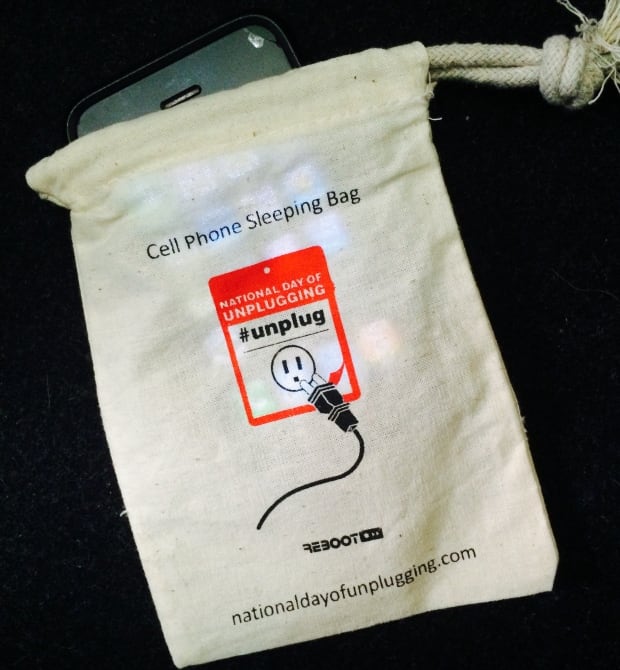 Cell Phone Sleeping Bag
NATIONAL DAY OF
UNPLUGGING
#unplug
REBOOT
nationaldayofunplugging.com